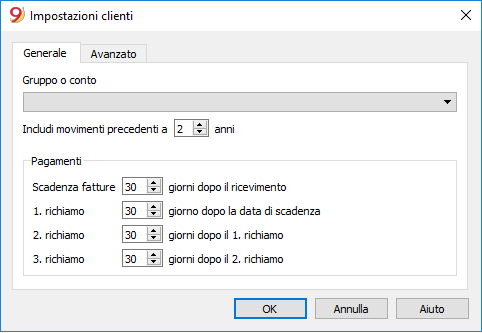 9 Impostazioni clienti
Generale Avanzato
Gruppo o conto
Includi movimenti precedenti a 2 anni
Pagamenti
Scadenza fatture 30 giorni dopo il ricevimento
1. richiamo 30 giorno dopo la data di scadenza
2. richiamo 30 giorni dopo il 1. richiamo
3. richiamo 30 giorni dopo il 2. richiamo
OK Annulla Aiuto